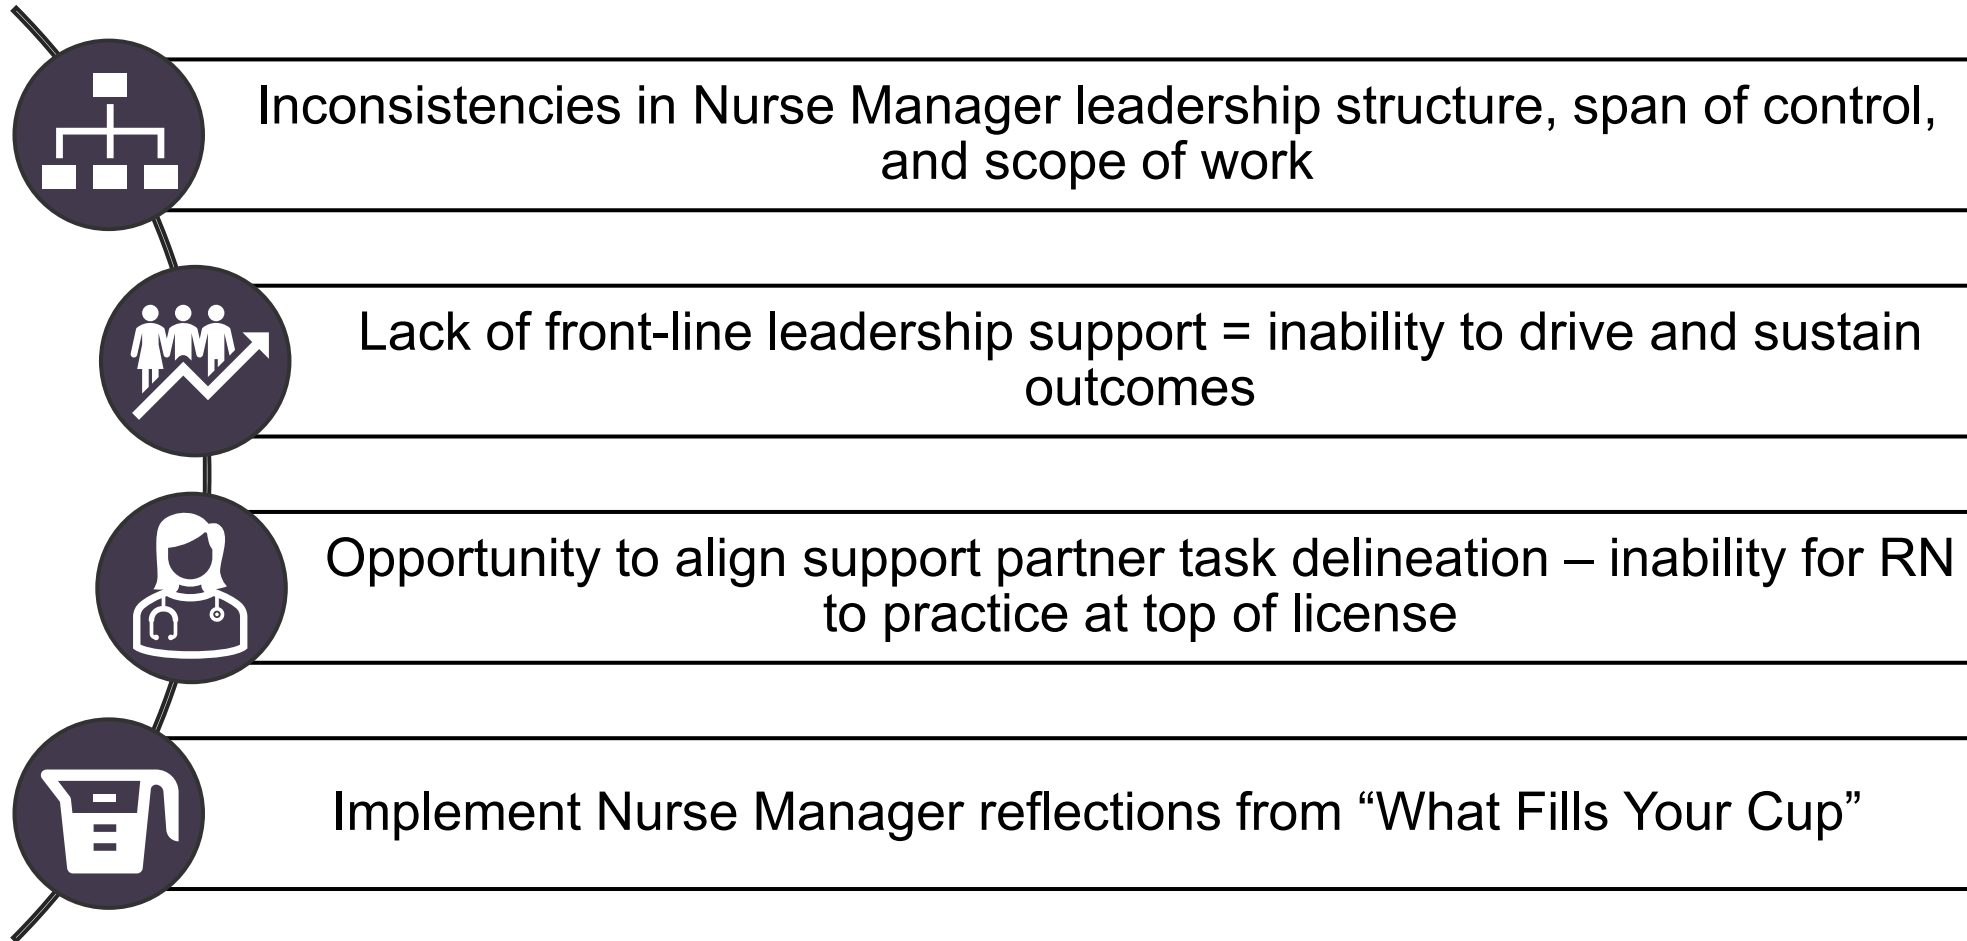 Inconsistencies in Nurse Manager leadership structure, span of control,
and scope of work
Lack of front-line leadership support = inability to drive and sustain
outcomes
Opportunity to align support partner task delineation – inability for RN
to practice at top of license
Implement Nurse Manager reflections from “What Fills Your Cup”